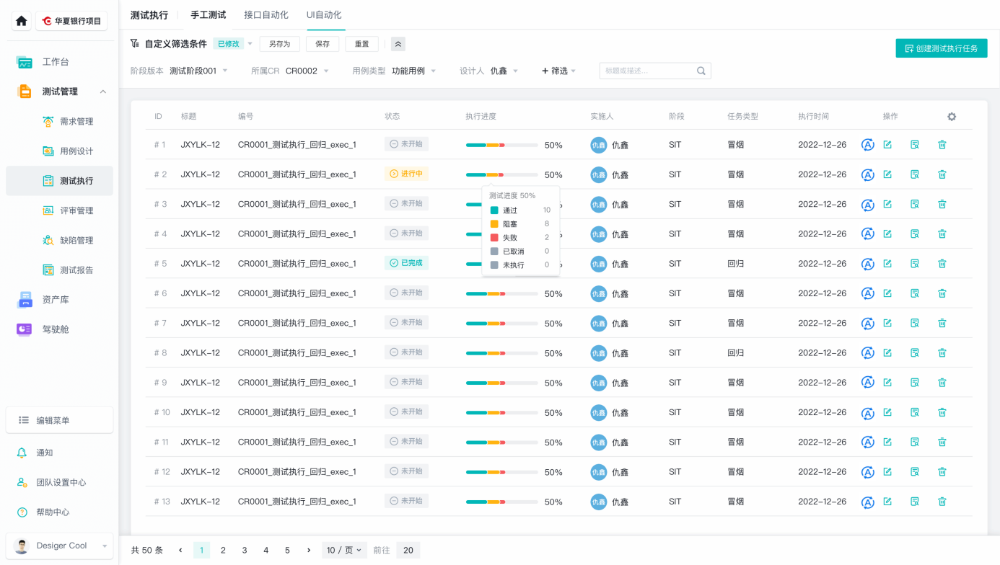 华夏银行项目
工作台
测试管理
需求管理
用例设计
测试执行
评审管理
缺陷管理
测试报告
资产库
驾驶舱
编辑菜单
通知
团队设置中心
帮助中心
Desiger Cool
测试执行 手工测试 接口自动化 UI自动化
自定义筛选条件 已修改 另存为 保存 重置
创建测试执行任务
阶段版本 测试阶段001 所属CR CR0002 用例类型 功能用例 设计人 仇鑫 + 筛选 标题或描述...
ID 标题 编号 状态 执行进度 实施人 阶段 任务类型 执行时间 操作
# 1 JXYLK-12 CR0001_测试执行_回归_exec_1 未开始 50% 仇鑫 仇鑫 SIT 冒烟 2022-12-26 A
# 2 JXYLK-12 CR0001_测试执行_回归_exec_1 进行中 50% 仇鑫 仇鑫 SIT 冒烟 2022-12-26 A
# 3 JXYLK-12 CR0001_测试执行_回归_exec_1 未开始 仇鑫 仇鑫 SIT 冒烟 2022-12-26 A
# 4 JXYLK-12 CR0001_测试执行_回归_exec_1 未开始 仇鑫 仇鑫 SIT 冒烟 2022-12-26 A
# 5 JXYLK-12 CR0001_测试执行_回归_exec_1 已完成 仇鑫 仇鑫 SIT 回归 2022-12-26 A
测试进度 50%
通过 10
阻塞 8
失败 2
已取消 0
未执行 0
# 6 JXYLK-12 CR0001_测试执行_回归_exec_1 未开始 50% 仇鑫 仇鑫 SIT 冒烟 2022-12-26 A
# 7 JXYLK-12 CR0001_测试执行_回归_exec_1 未开始 50% 仇鑫 仇鑫 SIT 冒烟 2022-12-26 A
# 8 JXYLK-12 CR0001_测试执行_回归_exec_1 未开始 50% 仇鑫 仇鑫 SIT 回归 2022-12-26 A
# 9 JXYLK-12 CR0001_测试执行_回归_exec_1 未开始 50% 仇鑫 仇鑫 SIT 冒烟 2022-12-26 A
# 10 JXYLK-12 CR0001_测试执行_回归_exec_1 未开始 50% 仇鑫 仇鑫 SIT 冒烟 2022-12-26 A
# 11 JXYLK-12 CR0001_测试执行_回归_exec_1 未开始 50% 仇鑫 仇鑫 SIT 冒烟 2022-12-26 A
# 12 JXYLK-12 CR0001_测试执行_回归_exec_1 未开始 50% 仇鑫 仇鑫 SIT 冒烟 2022-12-26 A
# 13 JXYLK-12 CR0001_测试执行_回归_exec_1 未开始 50% 仇鑫 仇鑫 SIT 冒烟 2022-12-26 A
共 50 条 1 2 3 4 5 10 / 页 前往 20